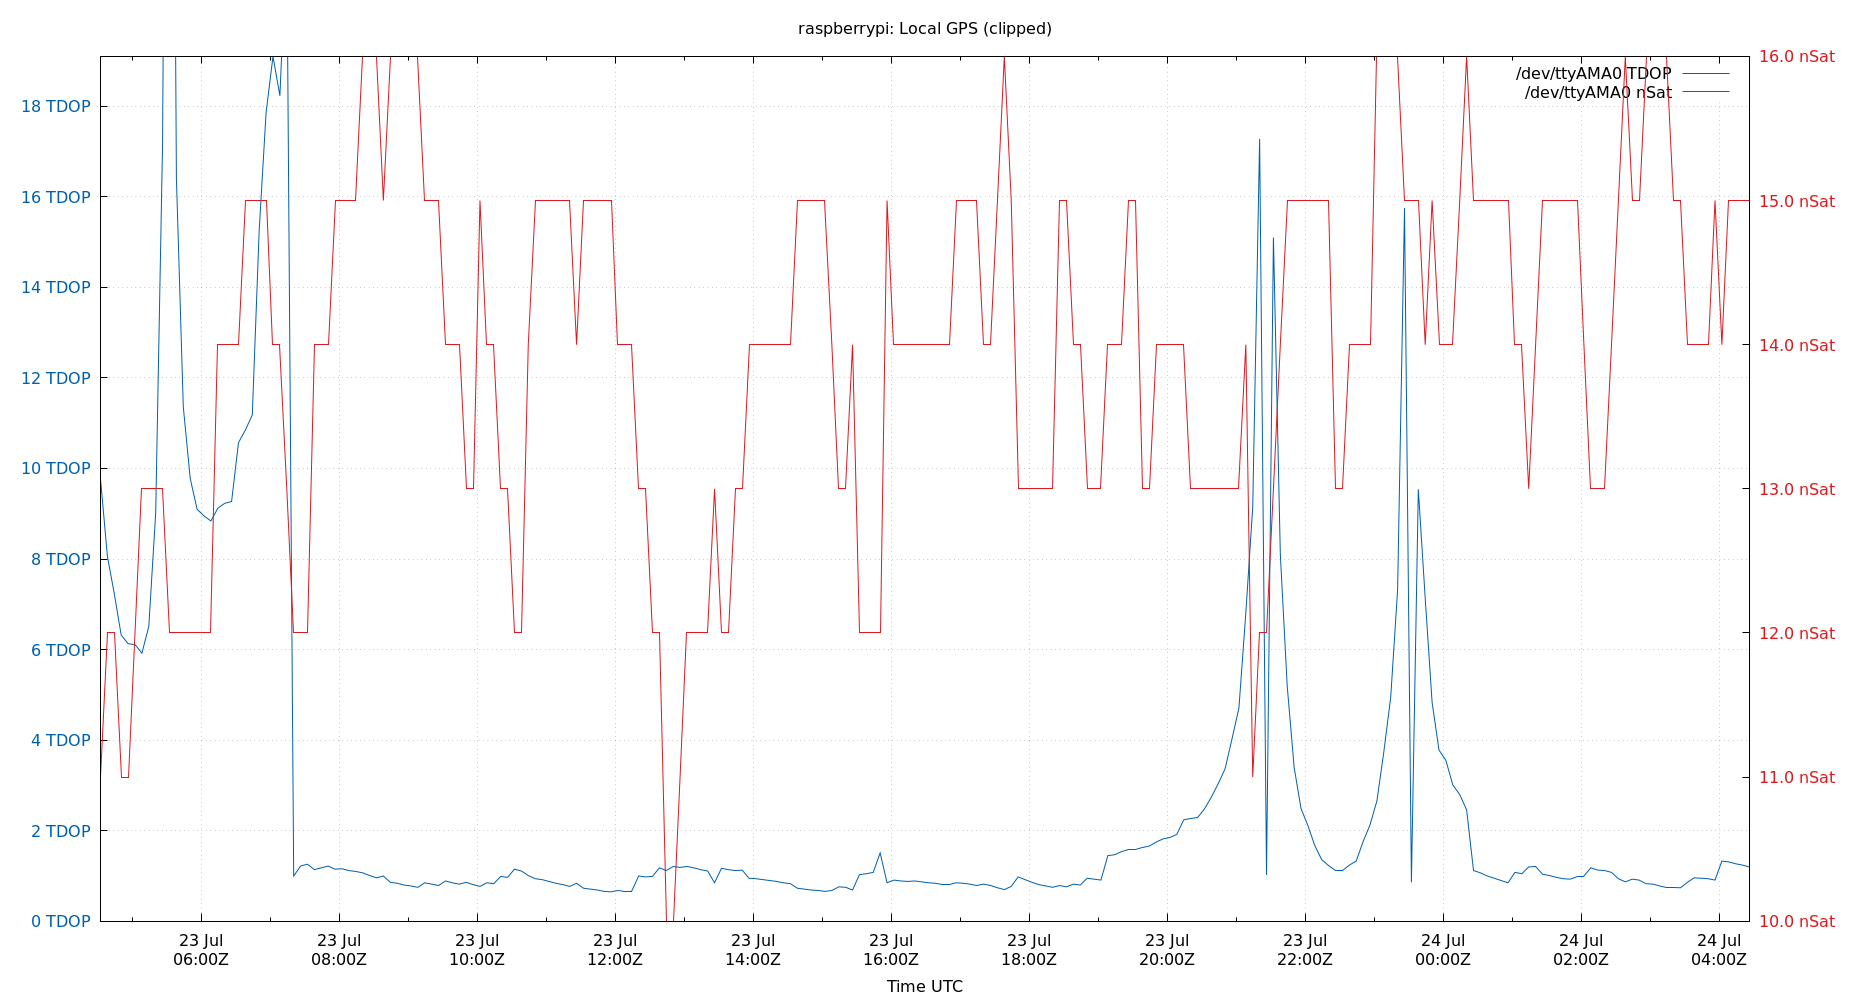 raspberrypi: Local GPS (clipped)
/dev/ttyAMA0 TDOP
/dev/ttyAMA0 nSat
18 TDOP
16 TDOP
14 TDOP
12 TDOP
10 TDOP
8 TDOP
6 TDOP
4 TDOP
2 TDOP
0 TDOP
16.0 nSat
15.0 nSat
14.0 nSat
13.0 nSat
12.0 nSat
11.0 nSat
10.0 nSat
23 Jul 23 Jul 23 Jul 23 Jul 23 Jul 23 Jul 23 Jul 23 Jul 23 Jul 24 Jul 24 Jul 24 Jul
06:00Z 08:00Z 10:00Z 12:00Z 14:00Z 16:00Z 18:00Z 20:00Z 22:00Z 00:00Z 02:00Z 04:00Z
Time UTC